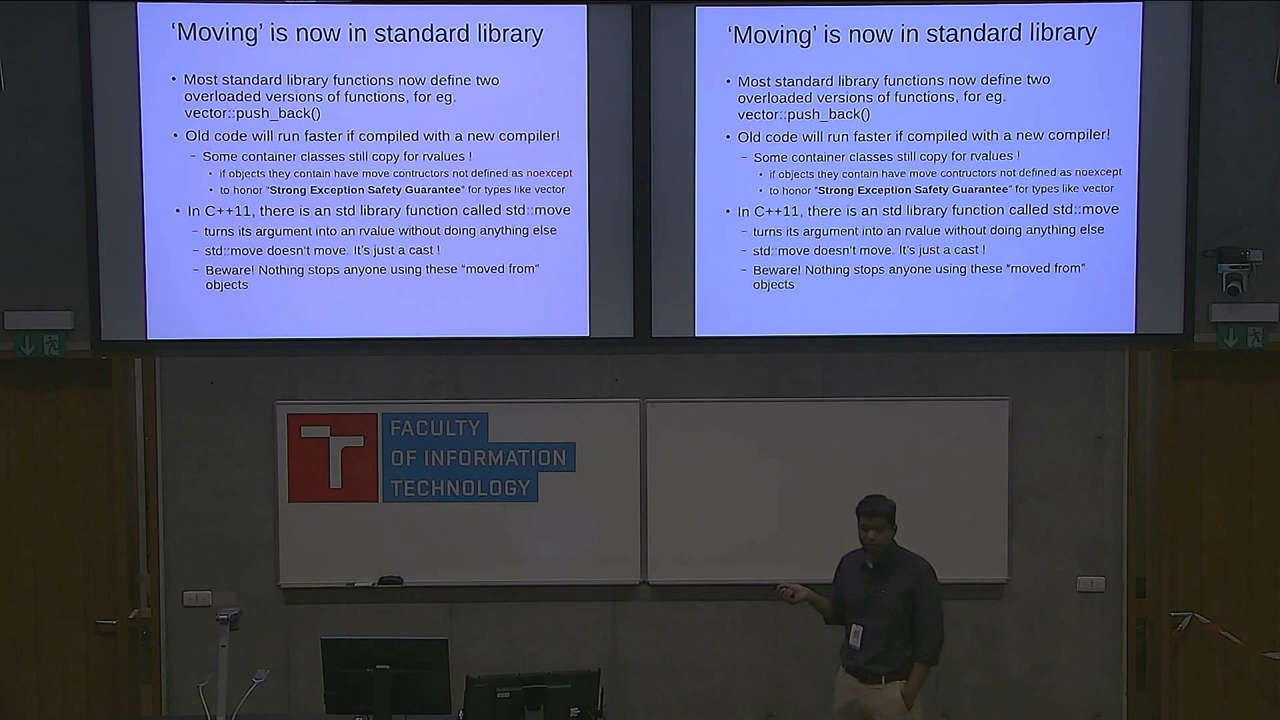 ‘Moving’ is now in standard library
• Most standard library functions now define two
overloaded versions of functions, for eg.
vector::push_back()
• Old code will run faster if compiled with a new compiler!
– Some container classes still copy for rvalues !
• if objects they contain have move contructors not defined as noexcept
• to honor “Strong Exception Safety Guarantee” for types like vector
• In C++11, there is an std library function called std::move
– turns its argument into an rvalue without doing anything else
– std::move doesn’t move. It’s just a cast !
– Beware! Nothing stops anyone using these “moved from”
objects
‘Moving’ is now in standard library
• Most standard library functions now define two
overloaded versions of functions, for eg.
vector::push_back()
• Old code will run faster if compiled with a new compiler!
– Some container classes still copy for rvalues !
• if objects they contain have move contructors not defined as noexcept
• to honor “Strong Exception Safety Guarantee” for types like vector
• In C++11, there is an std library function called std::move
– turns its argument into an rvalue without doing anything else
– std::move doesn’t move. It’s just a cast !
– Beware! Nothing stops anyone using these “moved from”
objects
T
FACULTY
OF INFORMATION
TECHNOLOGY